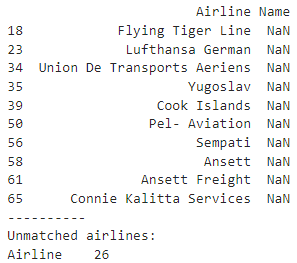 Airline Name
18 Flying Tiger Line NaN
23 Lufthansa German NaN
34 Union De Transports Aeriens NaN
35 Yugoslav NaN
39 Cook Islands NaN
50 Pel- Aviation NaN
56 Sempati NaN
58 Ansett NaN
61 Ansett Freight NaN
65 Connie Kalitta Services NaN
----------
Unmatched airlines:
Airline 26